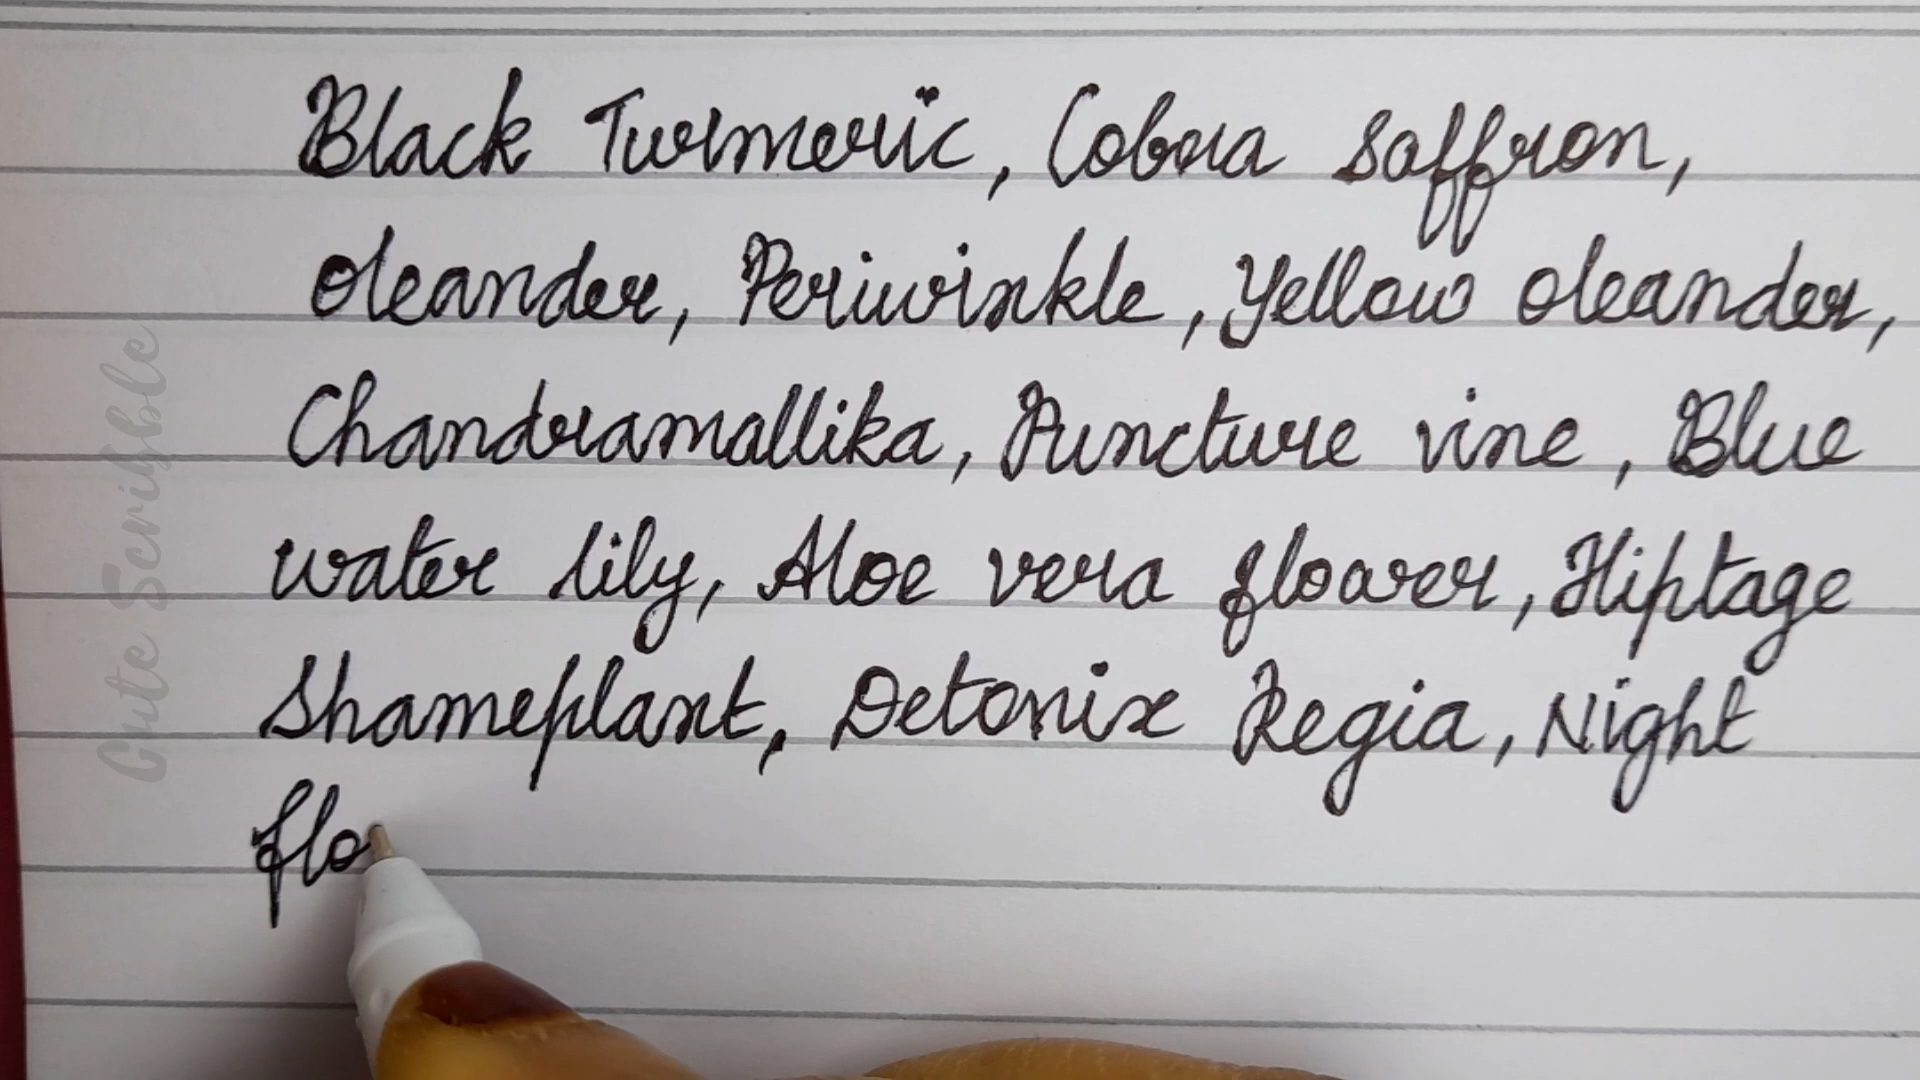 Black Turmeric, Cobra saffron,
oleander, Periwinkle, Yellow oleander,
Chandramallika, Puncture vine, Blue
water lily, Aloe vera flower, Hiptage
Shameplant, Detonix Regia, Night
flo
Cute Scribble